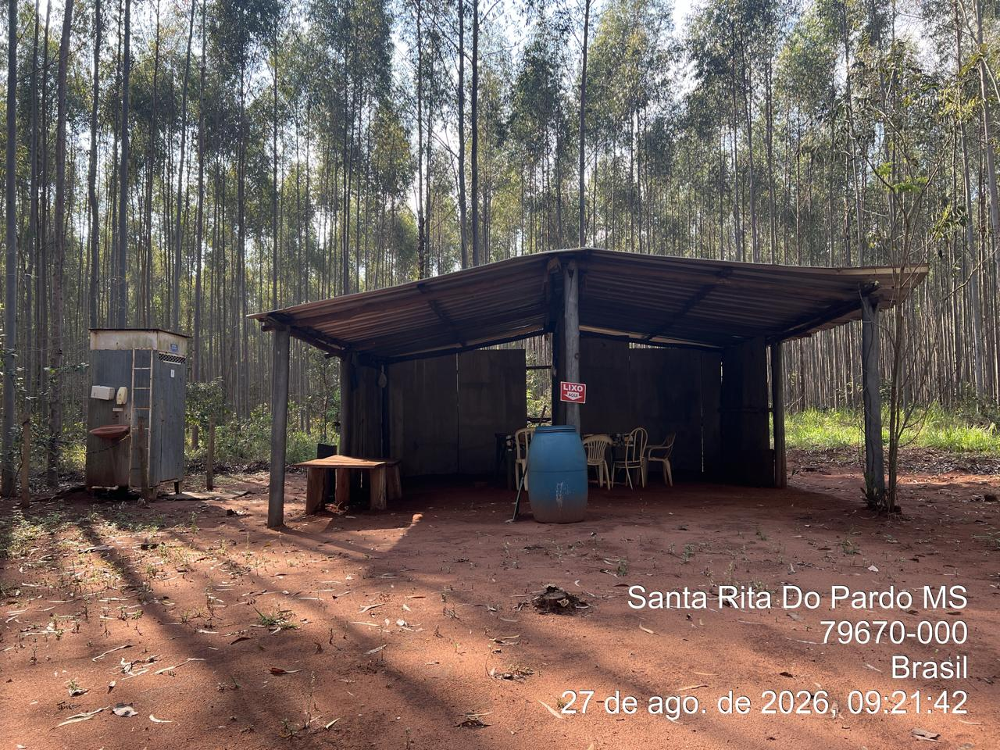 LIXO
AQUI
Santa Rita Do Pardo MS
79670-000
Brasil
27 de ago. de 2026, 09:21:42